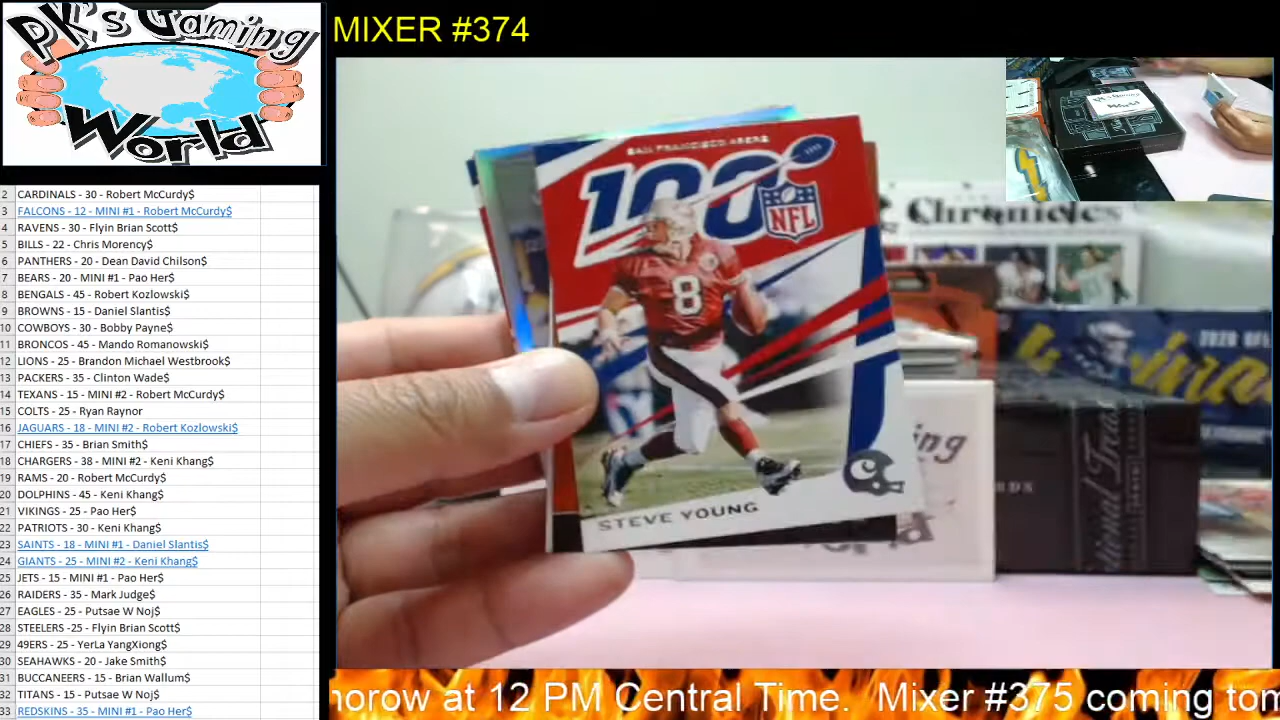 PK's Gaming
World
MIXER #374
2 CARDINALS - 30 - Robert McCurdy$
3 FALCONS - 12 - MINI #1 - Robert McCurdy$
4 RAVENS - 30 - Flyin Brian Scott$
5 BILLS - 22 - Chris Morency$
6 PANTHERS - 20 - Dean David Chilson$
7 BEARS - 20 - MINI #1 - Pao Her$
8 BENGALS - 45 - Robert Kozlowski$
9 BROWNS - 15 - Daniel Slantis$
10 COWBOYS - 30 - Bobby Payne$
11 BRONCOS - 45 - Mando Romanowski$
12 LIONS - 25 - Brandon Michael Westbrook$
13 PACKERS - 35 - Clinton Wade$
14 TEXANS - 15 - MINI #2 - Robert McCurdy$
15 COLTS - 25 - Ryan Raynor
16 JAGUARS - 18 - MINI #2 - Robert Kozlowski$
17 CHIEFS - 35 - Brian Smith$
18 CHARGERS - 38 - MINI #2 - Keni Khang$
19 RAMS - 20 - Robert McCurdy$
20 DOLPHINS - 45 - Keni Khang$
21 VIKINGS - 25 - Pao Her$
22 PATRIOTS - 30 - Keni Khang$
23 SAINTS - 18 - MINI #1 - Daniel Slantis$
24 GIANTS - 25 - MINI #2 - Keni Khang$
25 JETS - 15 - MINI #1 - Pao Her$
26 RAIDERS - 35 - Mark Judge$
27 EAGLES - 25 - Putsae W Noj$
28 STEELERS -25 - Flyin Brian Scott$
29 49ERS - 25 - YerLa YangXiong$
30 SEAHAWKS - 20 - Jake Smith$
31 BUCCANEERS - 15 - Brian Wallum$
32 TITANS - 15 - Putsae W Noj$
33 REDSKINS - 35 - MINI #1 - Pao Her$
SAN FRANCISCO 49ERS
100
NFL
8
STEVE YOUNG
Chronicles
2020
morow at 12 PM Central Time. Mixer #375 coming tom